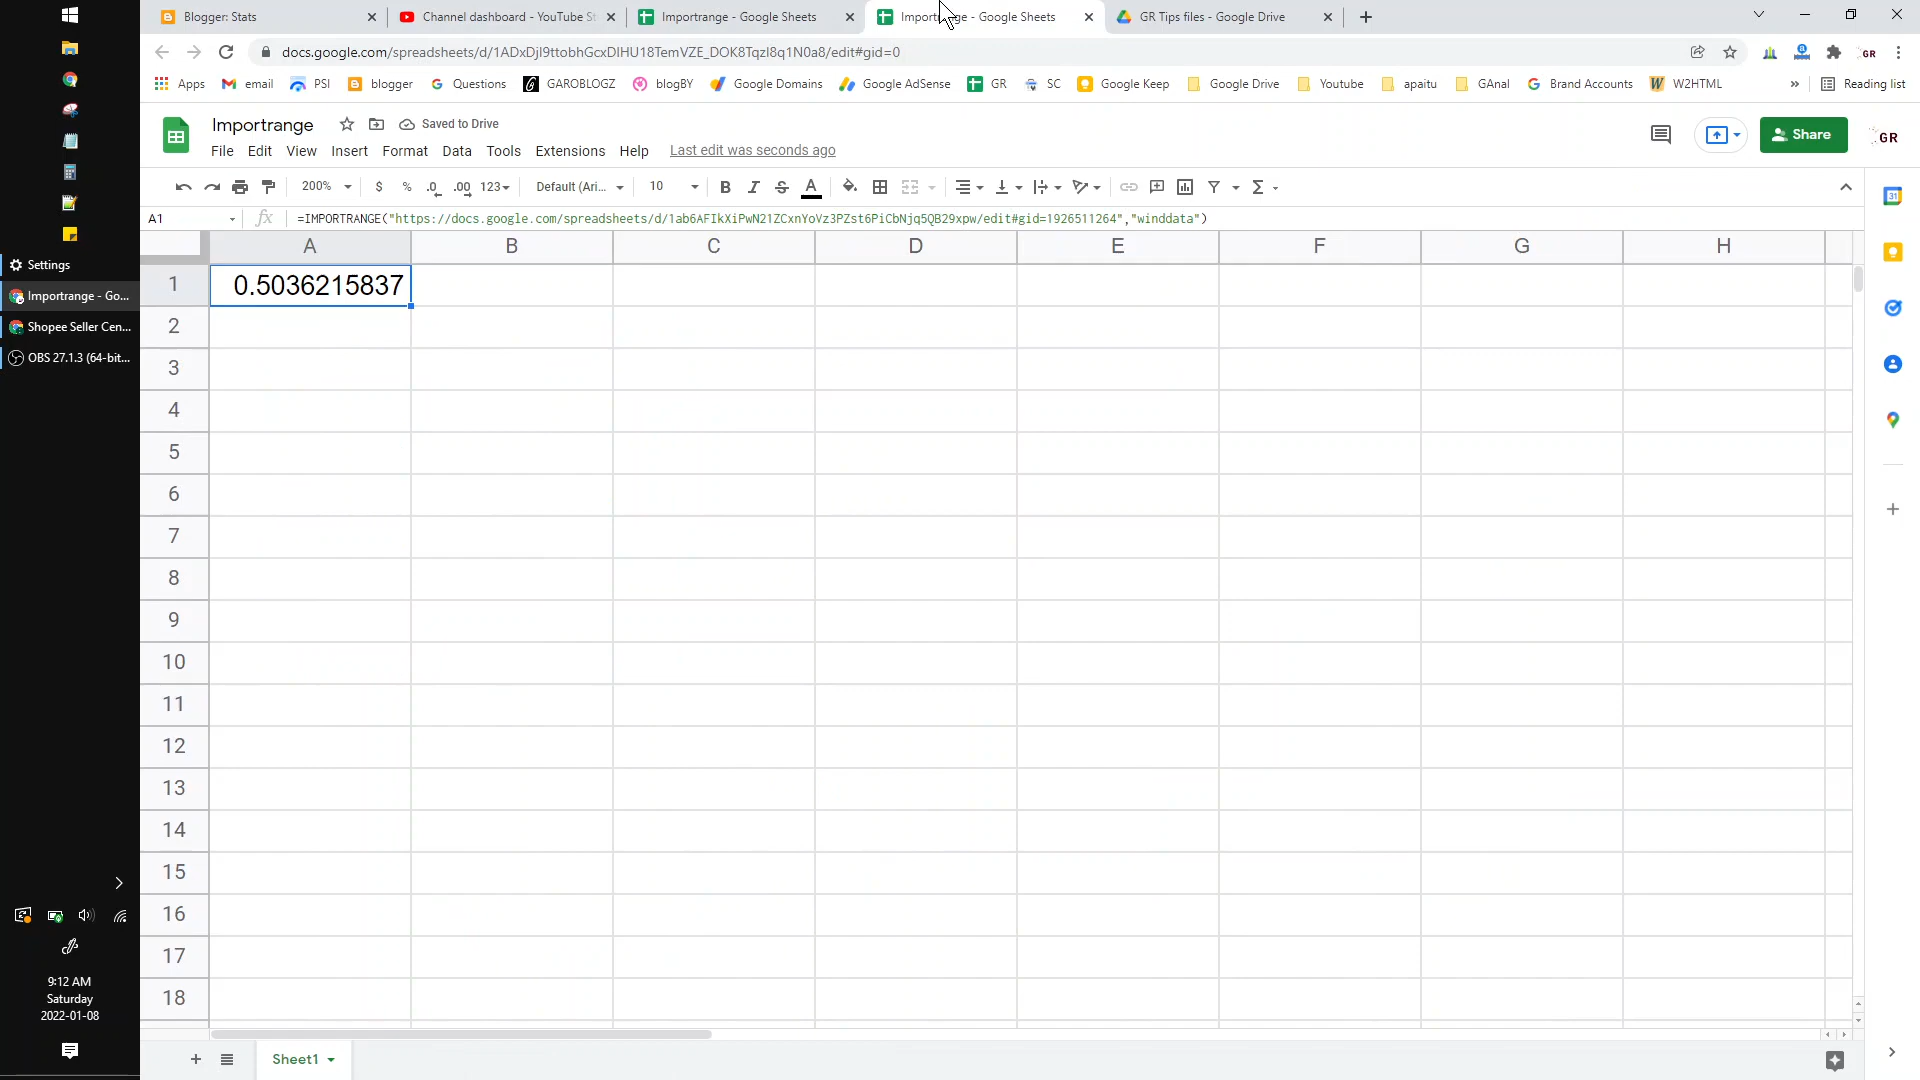 Blogger: Stats
Channel dashboard - YouTube St
Importrange - Google Sheets
Google Sheets
GR Tips files - Google Drive
docs.google.com/spreadsheets/d/1ADxDjl9ttobhGcxDIHU18TemVZE_DOK8Tqzl8q1N0a8/edit#gid=0
GR
Apps
email
PSI
blogger
Questions
GAROBLOGZ
blogBY
Google Domains
Google AdSense
GR
SC
Google Keep
Google Drive
Youtube
apaitu
GAnal
Brand Accounts
W2HTML
»
Reading list
Importrange
Saved to Drive
File Edit View Insert Format Data Tools Extensions Help Last edit was seconds ago
Share
GR
200% $ % .0 .00 123 Default (Ari... 10 B I S A Σ
A1
fx
=IMPORTRANGE("https://docs.google.com/spreadsheets/d/1ab6AFIkXiPwN21ZCxnYoVz3PZst6PiCbNjq5QB29xpw/edit#gid=1926511264","winddata")
A B C D E F G H
1 0.5036215837
2
3
4
5
6
7
8
9
10
11
12
13
14
15
16
17
18
Sheet1
Settings
Importrange - Go...
Shopee Seller Cen...
OBS 27.1.3 (64-bit...
9:12 AM
Saturday
2022-01-08
31